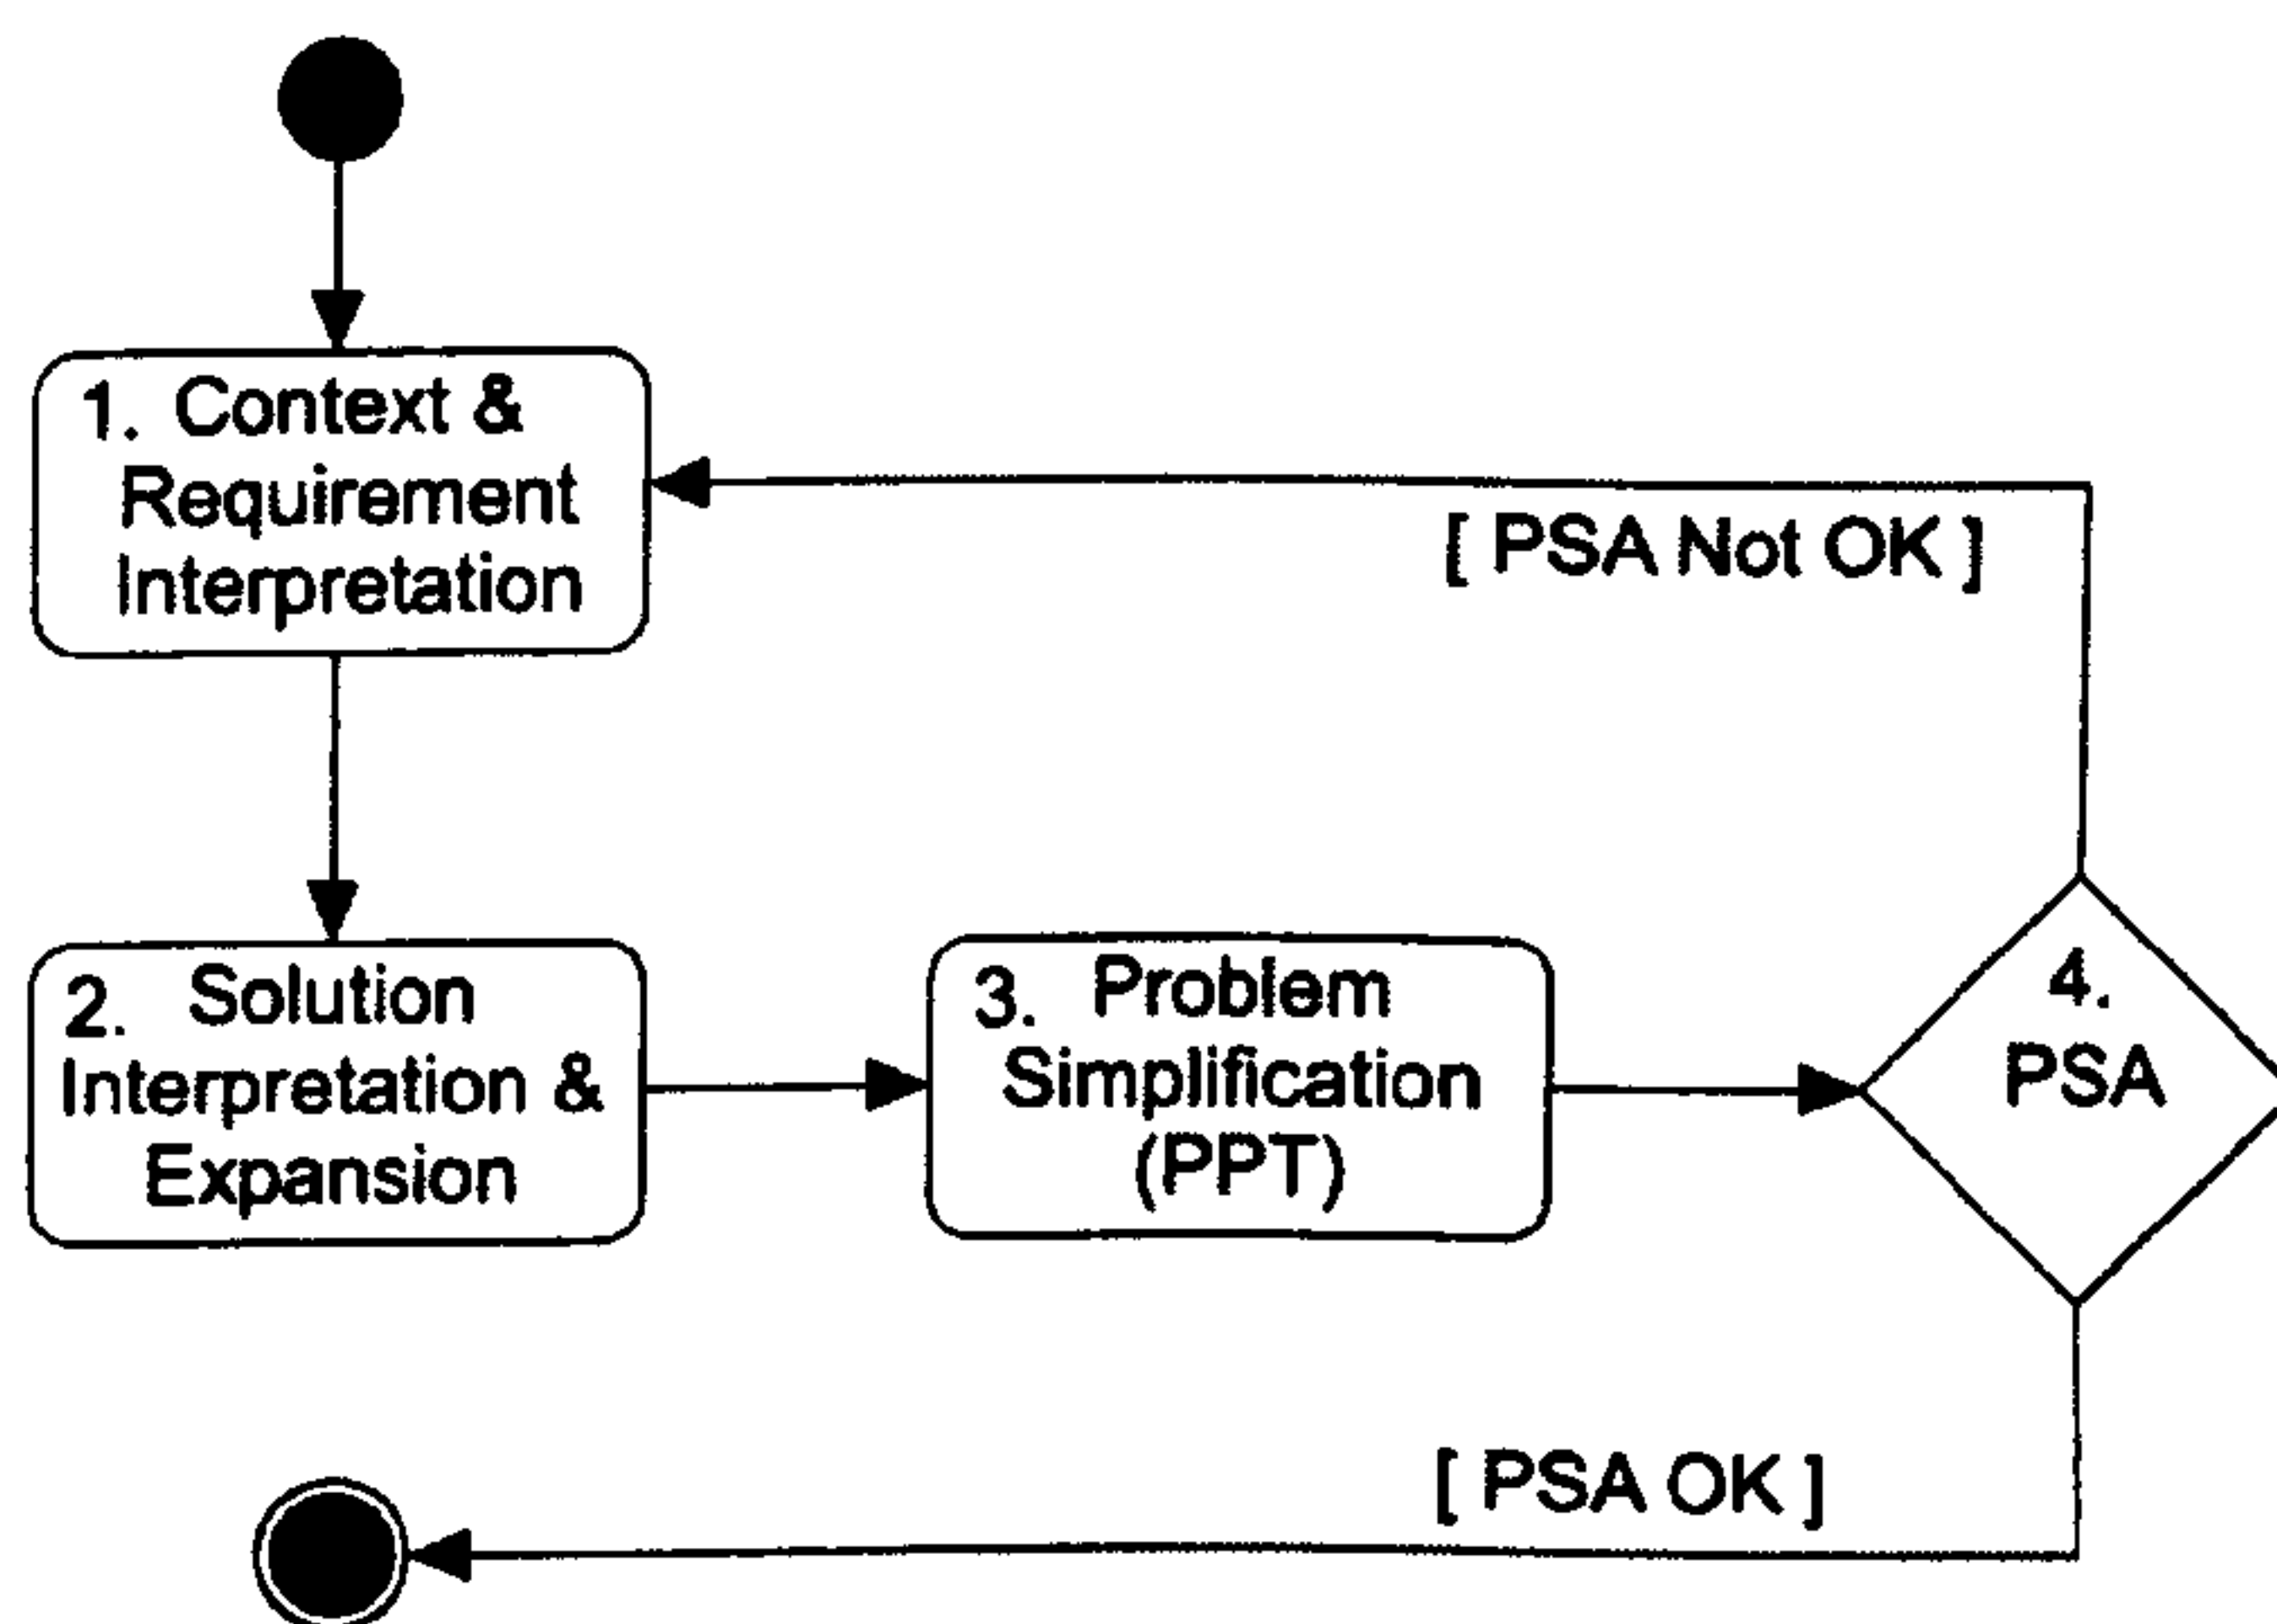 1. Context &
Requirement
Interpretation
[ PSA Not OK ]
2. Solution
Interpretation &
Expansion
3. Problem
Simplification
(PPT)
4.
PSA
[ PSA OK ]